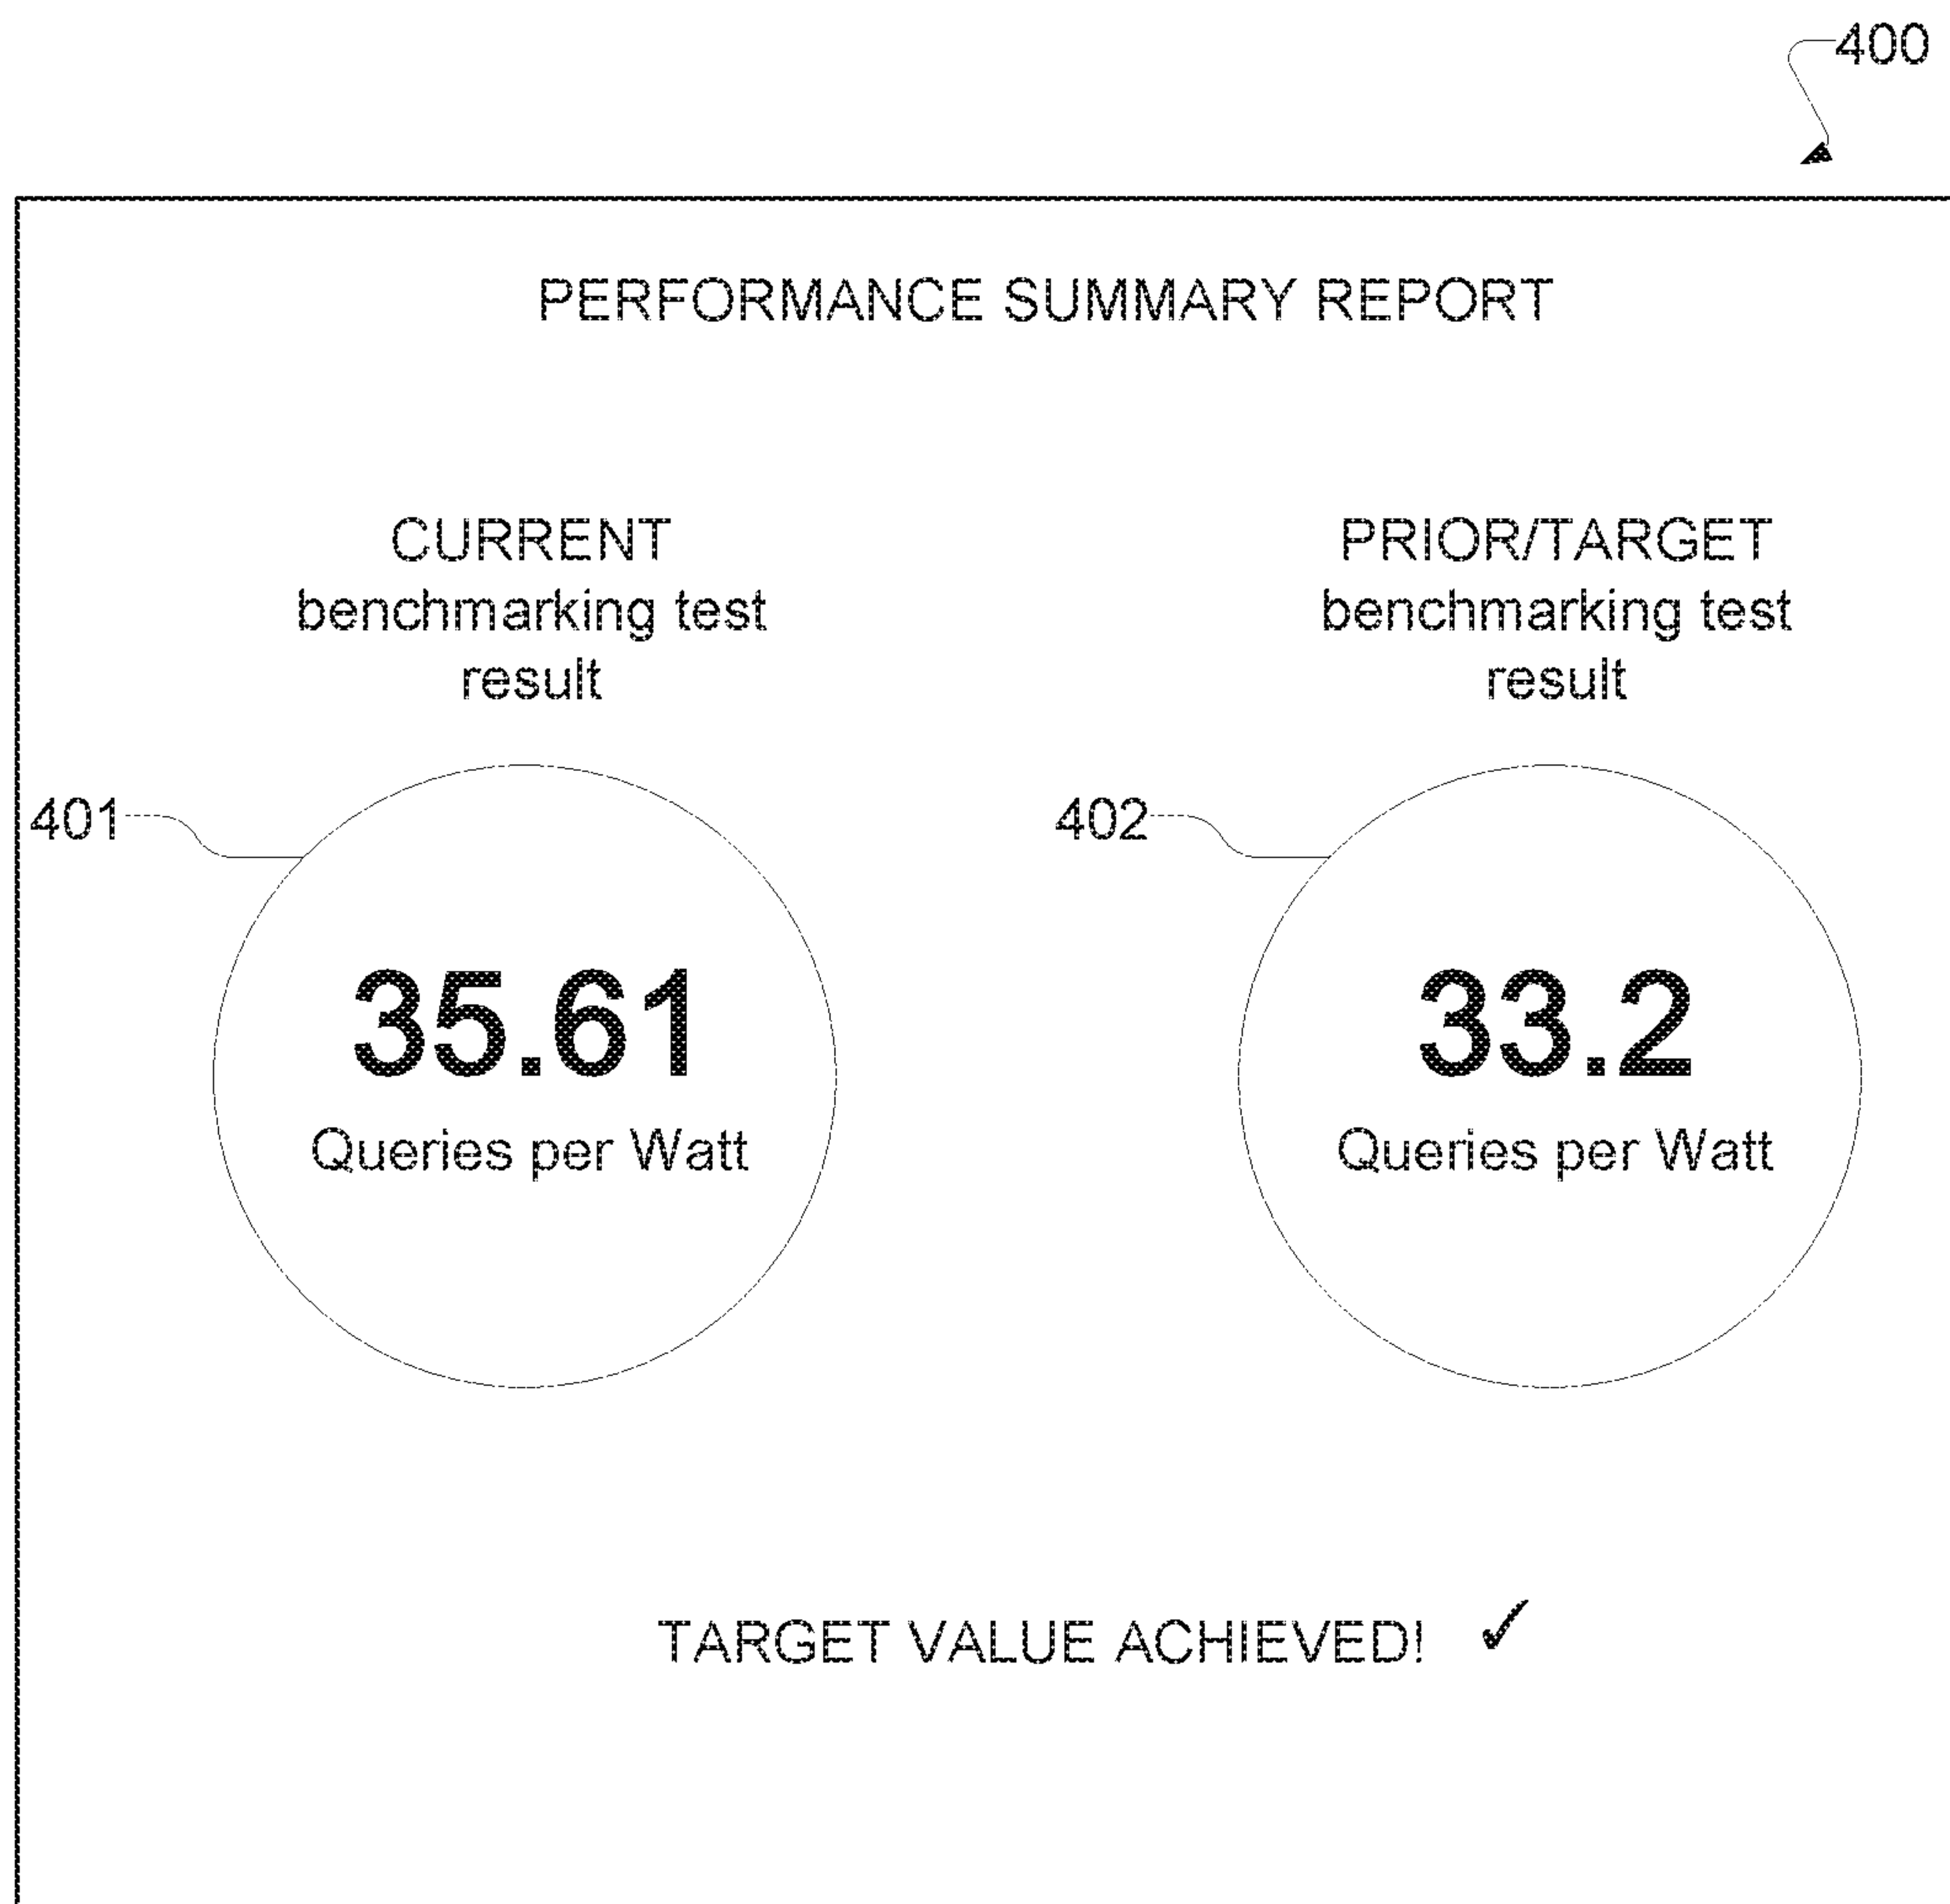 400
PERFORMANCE SUMMARY REPORT
CURRENT
benchmarking test
result
PRIOR/TARGET
benchmarking test
result
401
402
35.61
Queries per Watt
33.2
Queries per Watt
TARGET VALUE ACHIEVED! ✓